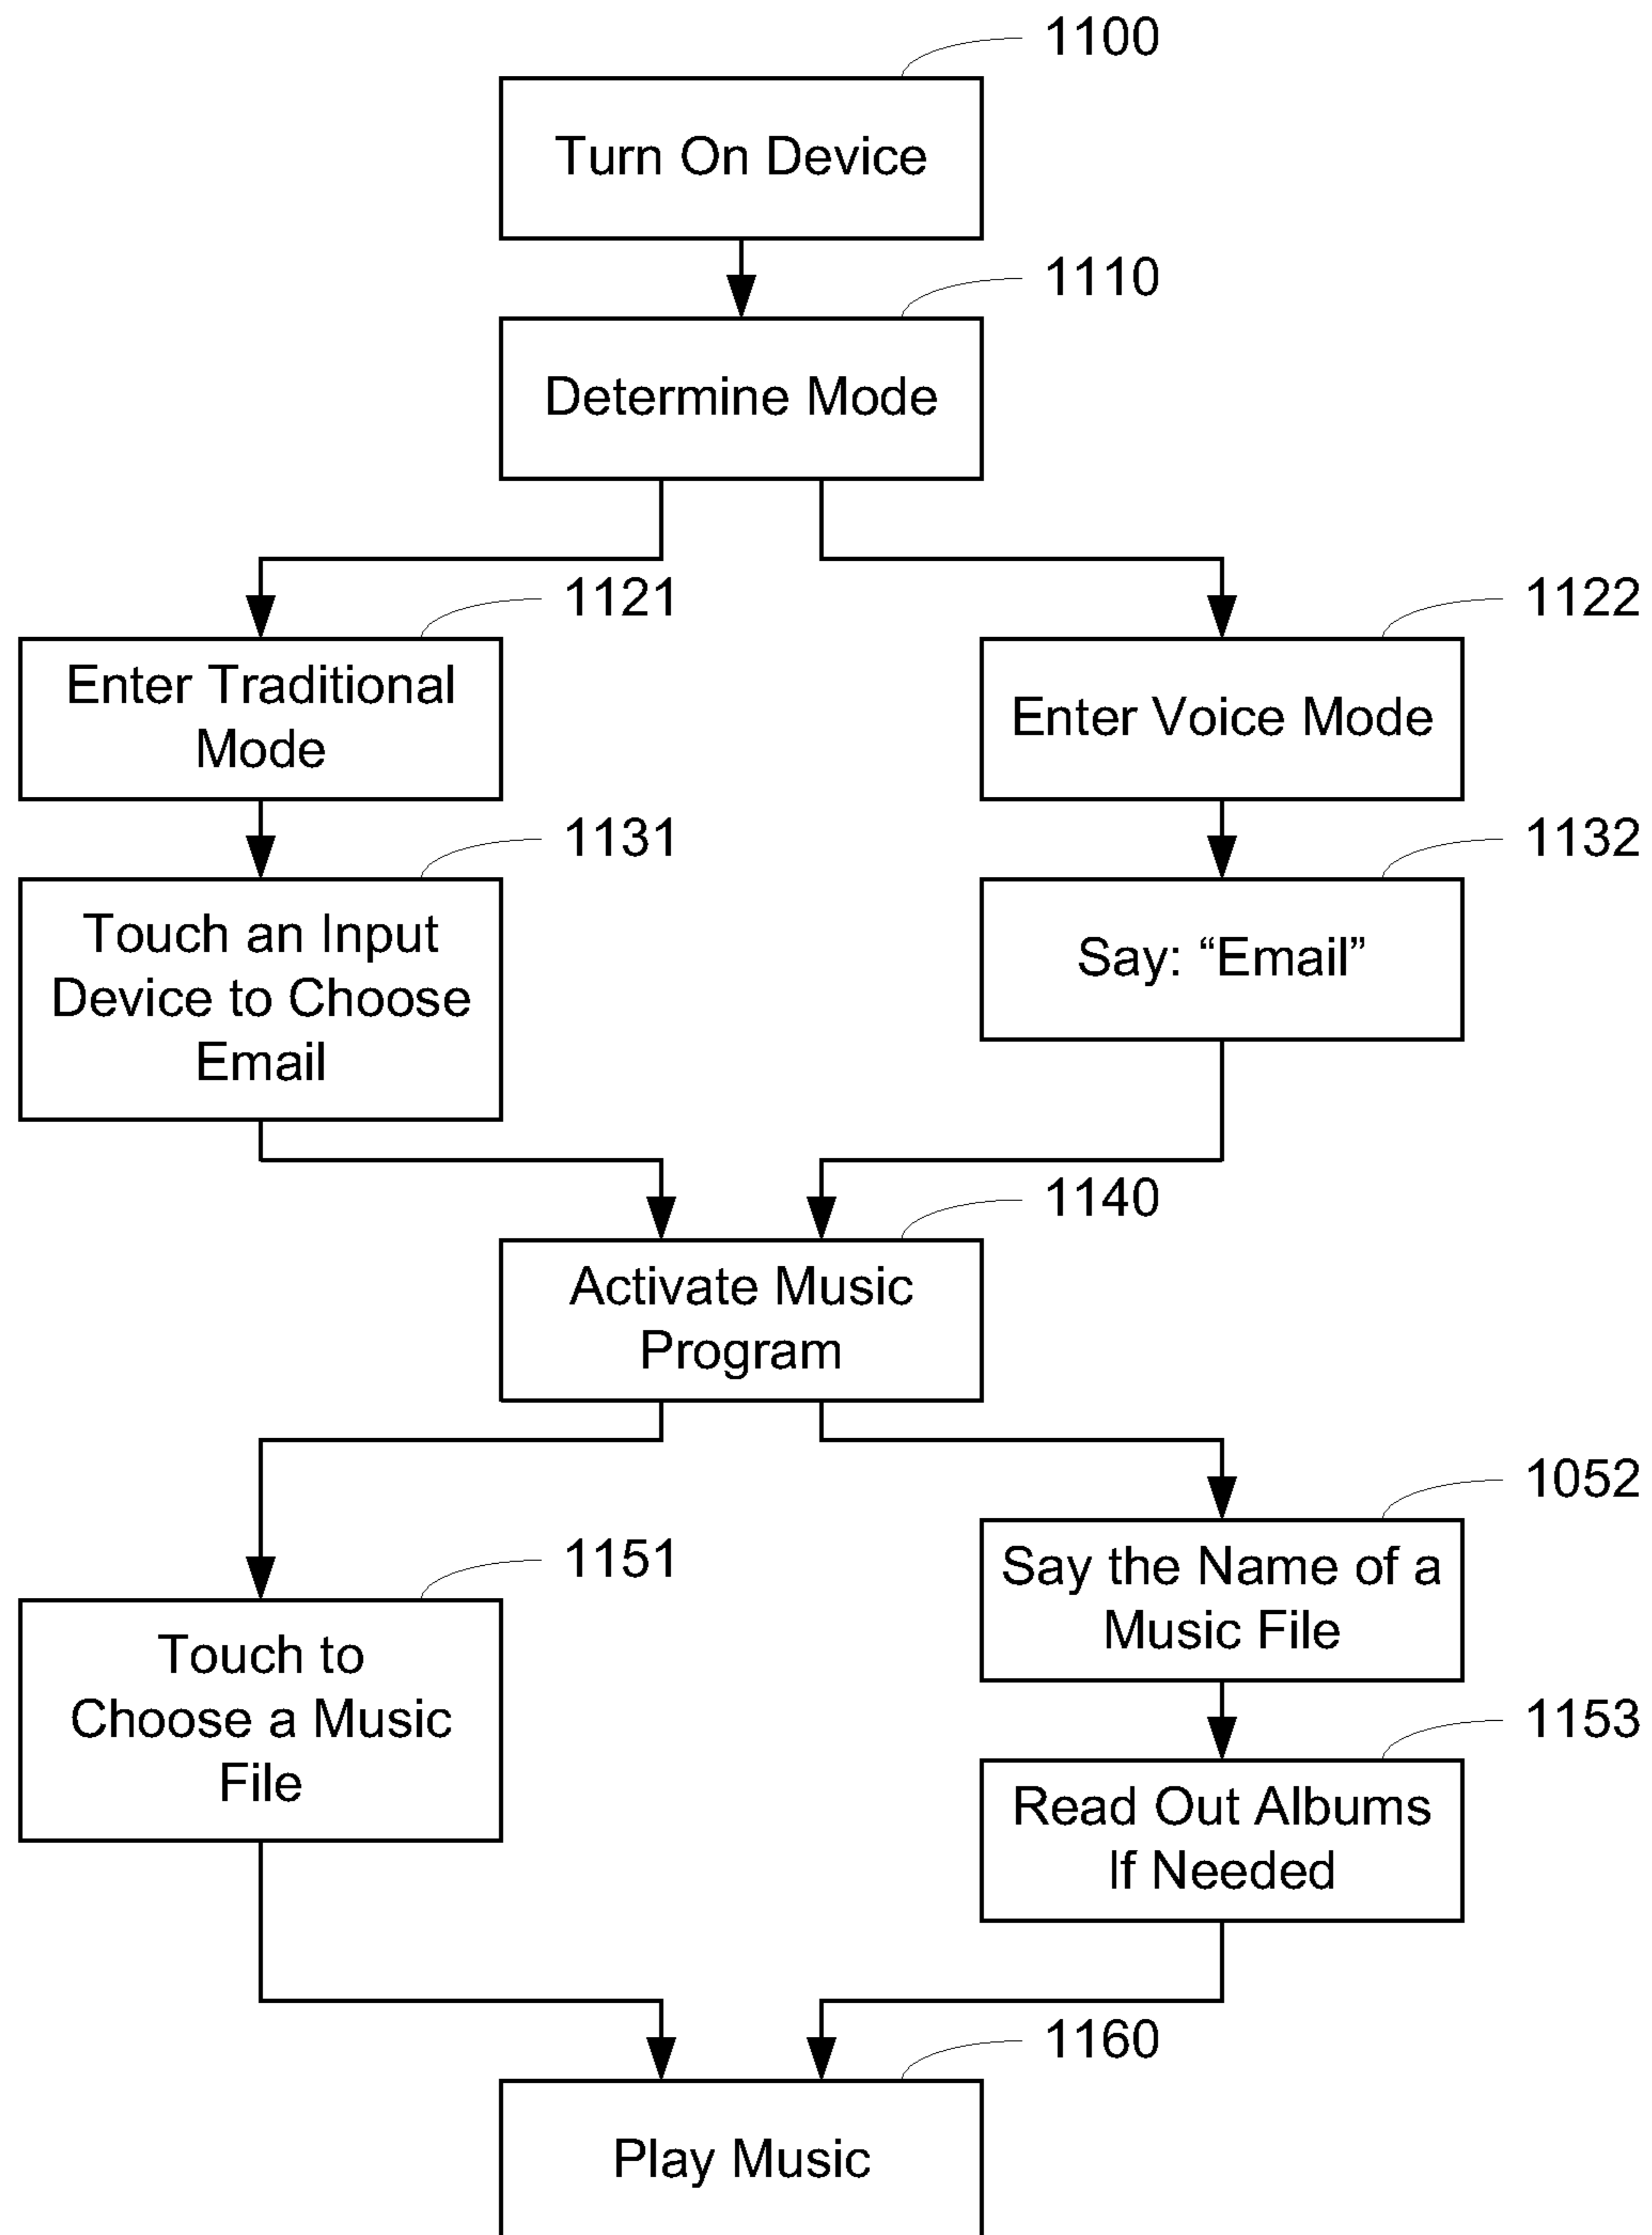 1100
Turn On Device
1110
Determine Mode
1121
Enter Traditional
Mode
1122
Enter Voice Mode
1131
Touch an Input
Device to Choose
Email
1132
Say: “Email”
1140
Activate Music
Program
1052
Say the Name of a
Music File
1151
Touch to
Choose a Music
File
1153
Read Out Albums
If Needed
1160
Play Music